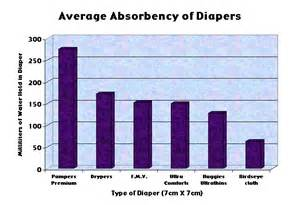 Average Absorbency of Diapers
Milliliters of Water Held in Diaper
300
250
200
150
100
50
0
Pampers Premium
Drypers
Ultra Comforts
Huggies Ultrathins
Birdseye cloth
Type of Diaper (7cm X 7cm)